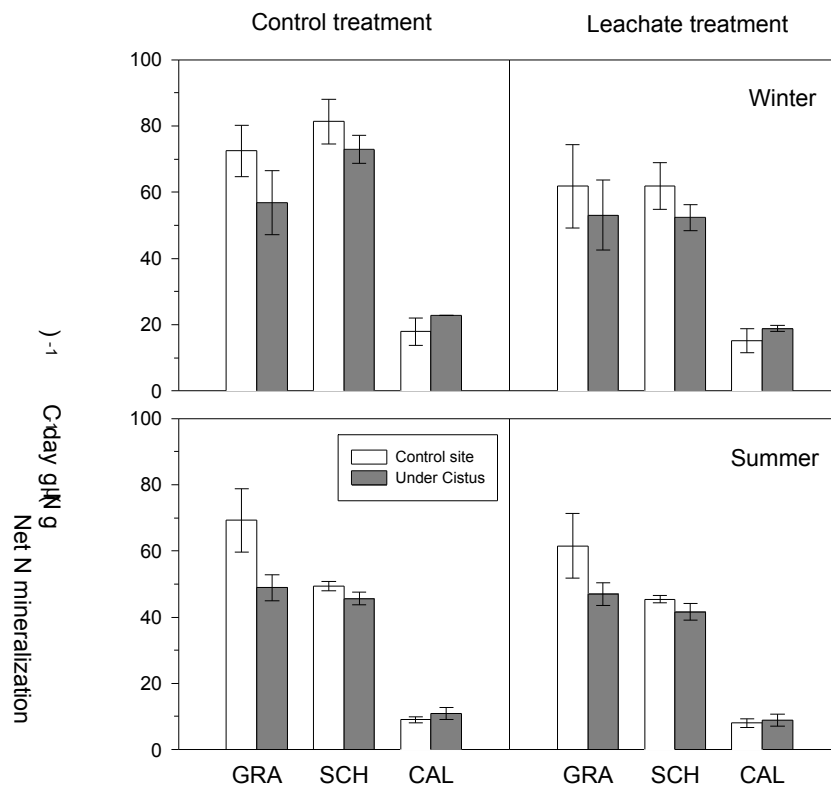 Control treatment
Leachate treatment
Winter
100
80
60
40
20
0
Summer
100
80
60
40
20
0
Control site
Under Cistus
GRA SCH CAL
GRA SCH CAL
Net N mineralization
) -1